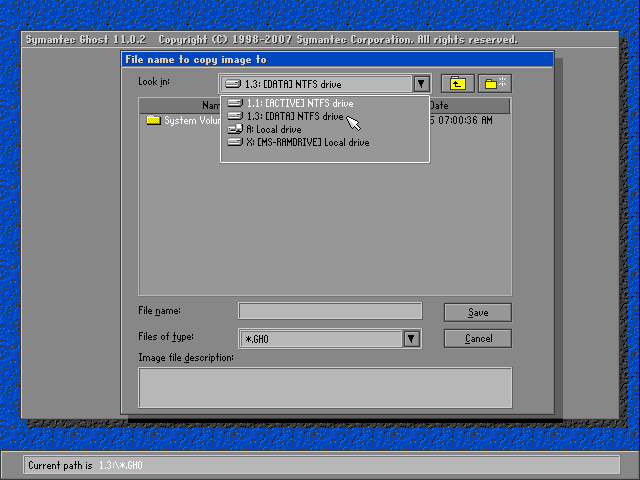 Symantec Ghost 11.0.2 Copyright (C) 1998-2007 Symantec Corporation. All rights reserved.
File name to copy image to
Look in: 1.3: [DATA] NTFS drive
1.1: [ACTIVE] NTFS drive
1.3: [DATA] NTFS drive
A: Local drive
X: [MS-RAMDRIVE] Local drive
Nam Date
System Volu 5 07:00:36 AM
File name: Save
Files of type: *.GHO Cancel
Image file description:
Current path is 1.3:\*.GHO